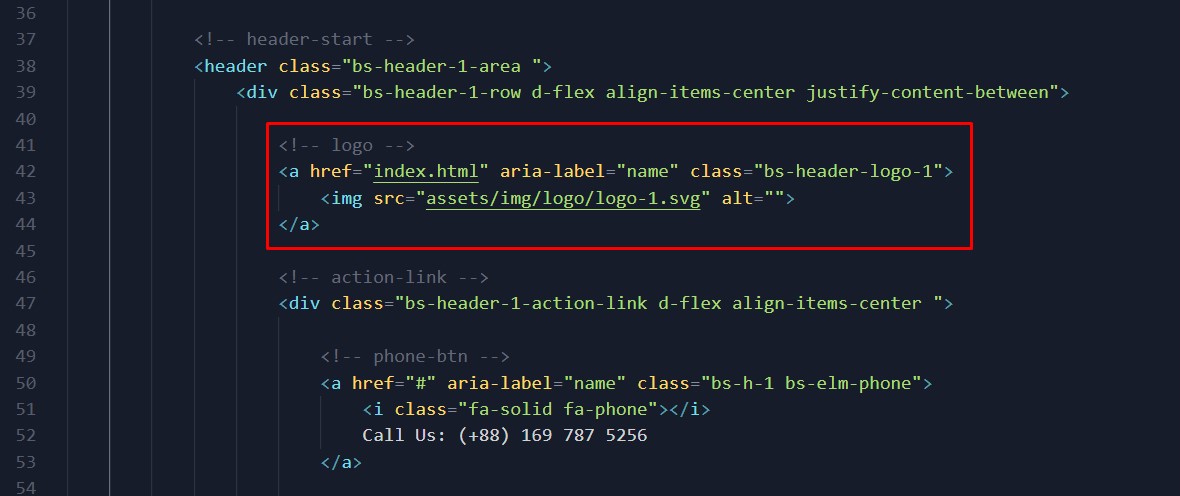 36
37 <!-- header-start -->
38 <header class="bs-header-1-area ">
39 <div class="bs-header-1-row d-flex align-items-center justify-content-between">
40
41 <!-- logo -->
42 <a href="index.html" aria-label="name" class="bs-header-logo-1">
43 <img src="assets/img/logo/logo-1.svg" alt="">
44 </a>
45
46 <!-- action-link -->
47 <div class="bs-header-1-action-link d-flex align-items-center ">
48
49 <!-- phone-btn -->
50 <a href="#" aria-label="name" class="bs-h-1 bs-elm-phone">
51 <i class="fa-solid fa-phone"></i>
52 Call Us: (+88) 169 787 5256
53 </a>
54